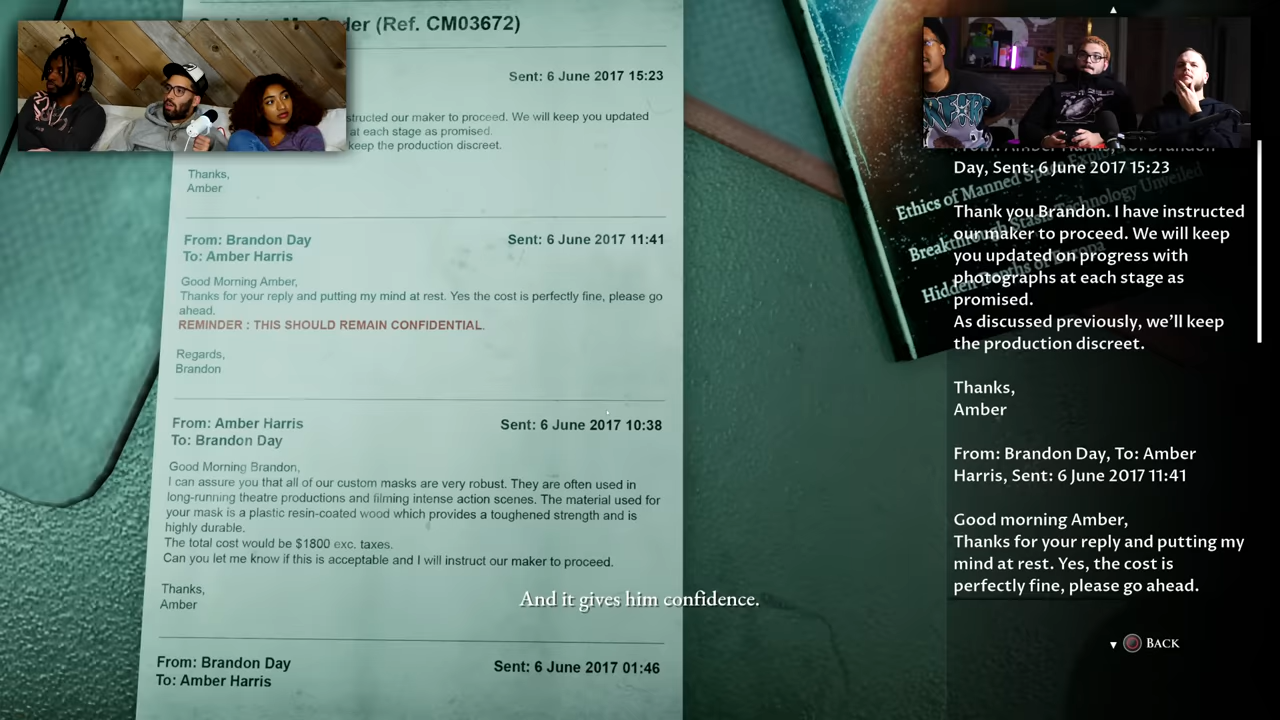 der (Ref. CM03672)
Sent: 6 June 2017 15:23
structed our maker to proceed. We will keep you updated
at each stage as promised.
keep the production discreet.
Thanks,
Amber
From: Brandon Day
Sent: 6 June 2017 11:41
To: Amber Harris
Good Morning Amber,
Thanks for your reply and putting my mind at rest. Yes the cost is perfectly fine, please go
ahead.
REMINDER : THIS SHOULD REMAIN CONFIDENTIAL.
Regards,
Brandon
From: Amber Harris
Sent: 6 June 2017 10:38
To: Brandon Day
Good Morning Brandon,
I can assure you that all of our custom masks are very robust. They are often used in
long-running theatre productions and filming intense action scenes. The material used for
your mask is a plastic resin-coated wood which provides a toughened strength and is
highly durable.
The total cost would be $1800 exc. taxes.
Can you let me know if this is acceptable and I will instruct our maker to proceed.
Thanks,
Amber
From: Brandon Day
Sent: 6 June 2017 01:46
To: Amber Harris
And it gives him confidence.
Ethics of Manned Space
Breakthrough Stasis Technology Unveiled
Hidden Depths of Europa
From: Amber Harris, To: Brandon
Day, Sent: 6 June 2017 15:23
Thank you Brandon. I have instructed
our maker to proceed. We will keep
you updated on progress with
photographs at each stage as
promised.
As discussed previously, we'll keep
the production discreet.
Thanks,
Amber
From: Brandon Day, To: Amber
Harris, Sent: 6 June 2017 11:41
Good morning Amber,
Thanks for your reply and putting my
mind at rest. Yes, the cost is
perfectly fine, please go ahead.
BACK